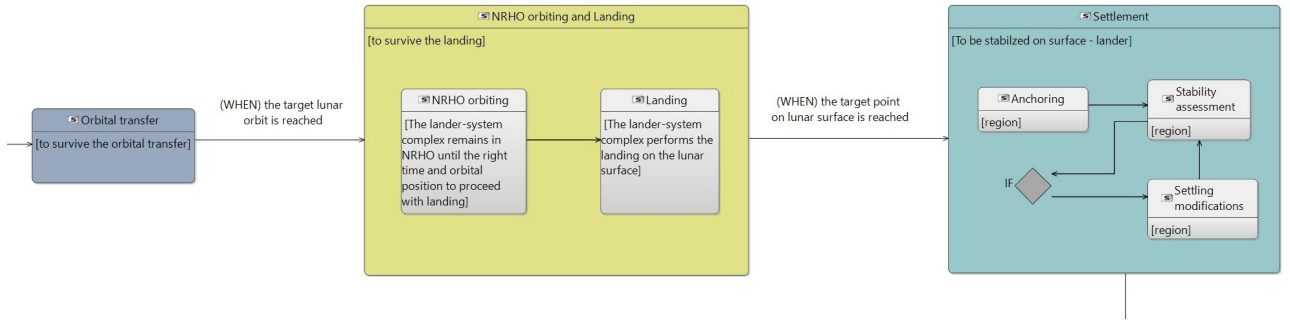 Orbital transfer
[to survive the orbital transfer]
(WHEN) the target lunar
orbit is reached
NRHO orbiting and Landing
[to survive the landing]
NRHO orbiting
[The lander-system
complex remains in
NRHO until the right
time and orbital
position to proceed
with landing]
Landing
[The lander-system
complex performs the
landing on the lunar
surface]
(WHEN) the target point
on lunar surface is reached
Settlement
[To be stabilzed on surface - lander]
Anchoring
[region]
Stability
assessment
[region]
IF
Settling
modifications
[region]